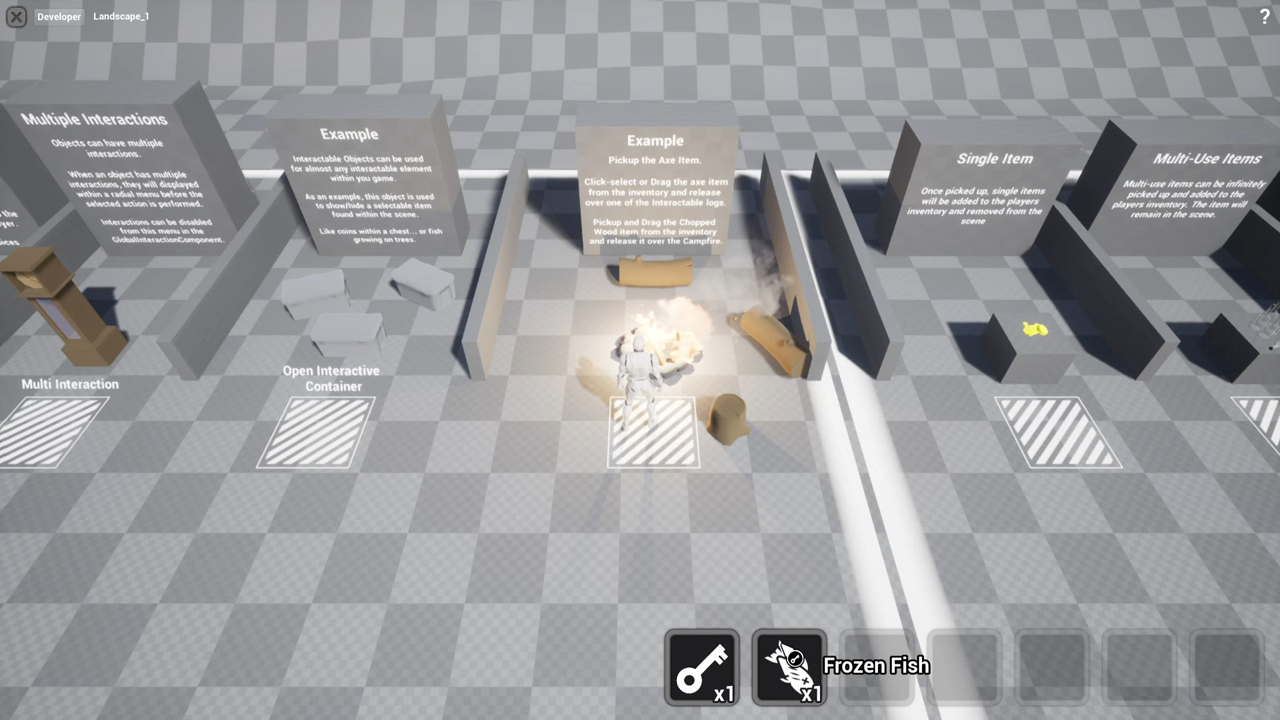 Developer
Landscape_1
?
Multiple Interactions
Objects can have multiple
interactions.
When an object has multiple
interactions, they will displayed
within a radial menu before the
selected action is performed.
Interactions can be disabled
from this menu in the
GlobalInteractionComponent.
Example
Interactable Objects can be used
for almost any interactable element
within you game.
As an example, this object is used
to show/hide a selectable item
found within the scene.
Like coins within a chest... or fish
growing on trees.
Example
Pickup the Axe Item.
Click-select or Drag the axe item
from the inventory and release
over one of the Interactable logs.
Pickup and Drag the Chopped
Wood item from the inventory
and release it over the Campfire.
Single Item
Once picked up, single items
will be added to the players
inventory and removed from the
scene
Multi-Use Items
Multi-use items can be infinitely
picked up and added to the
players inventory. The item will
remain in the scene.
Multi Interaction
Open Interactive
Container
x1
x1
Frozen Fish